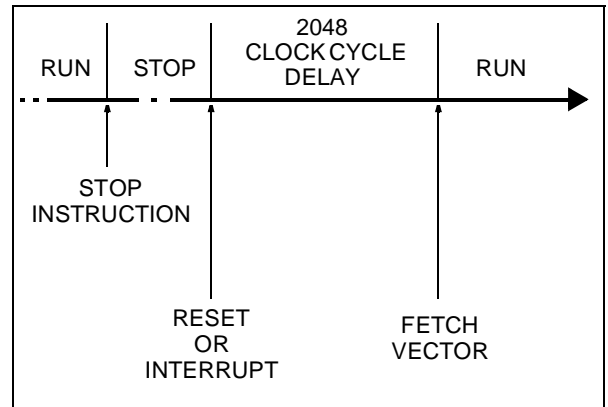 RUN
STOP
2048
CLOCK CYCLE
DELAY
RUN
STOP
INSTRUCTION
RESET
OR
INTERRUPT
FETCH
VECTOR